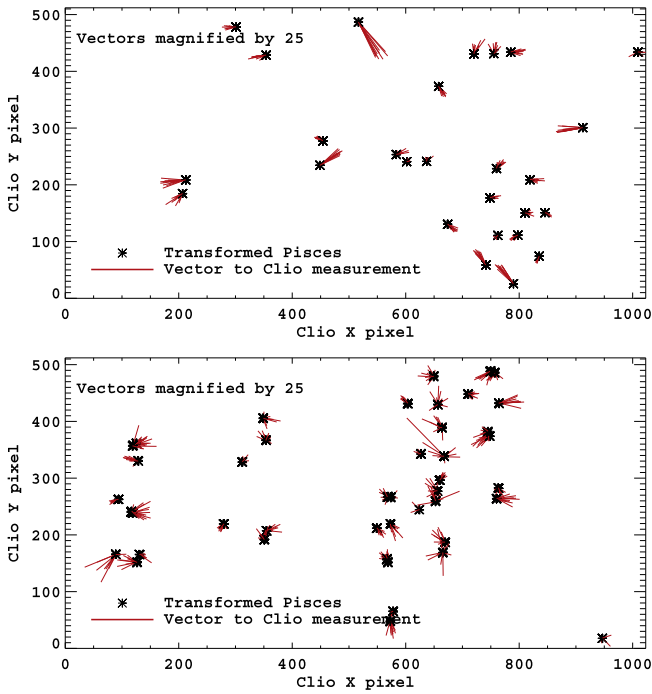 500
Vectors magnified by 25
400
300
200
100
0
Clio Y pixel
Transformed Pisces
Vector to Clio measurement
0 200 400 600 800 1000
Clio X pixel
500
Vectors magnified by 25
400
300
200
100
0
Clio Y pixel
Transformed Pisces
Vector to Clio measurement
0 200 400 600 800 1000
Clio X pixel